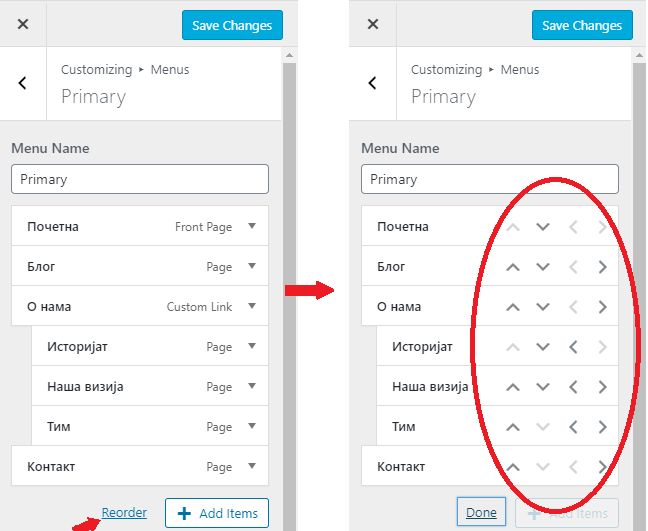 Save Changes
Customizing ▸ Menus
Primary
Menu Name
Primary
Почетна Front Page
Блог Page
О нама Custom Link
Историјат Page
Наша визија Page
Тим Page
Контакт Page
Reorder + Add Items
Save Changes
Customizing ▸ Menus
Primary
Menu Name
Primary
Почетна
Блог
О нама
Историјат
Наша визија
Тим
Контакт
Done + Add Items